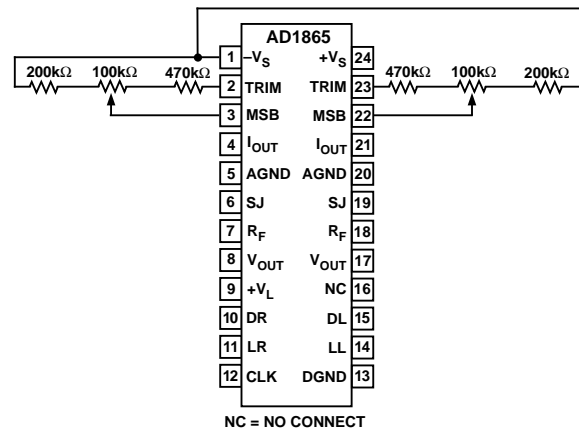 AD1865
1 –VS +VS 24
200kΩ 100kΩ 470kΩ 2 TRIM TRIM 23 470kΩ 100kΩ 200kΩ
3 MSB MSB 22
4 IOUT IOUT 21
5 AGND AGND 20
6 SJ SJ 19
7 RF RF 18
8 VOUT VOUT 17
9 +VL NC 16
10 DR DL 15
11 LR LL 14
12 CLK DGND 13
NC = NO CONNECT